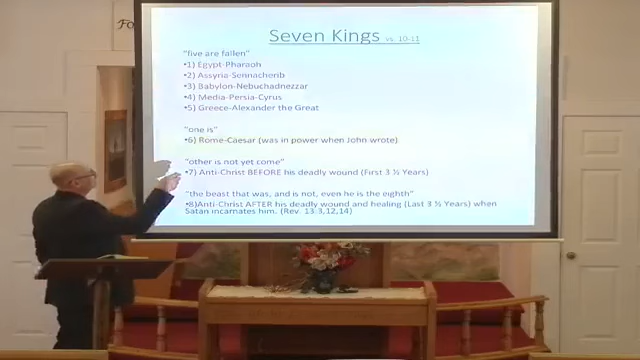 Fo
Seven Kings vs. 10-11
"five are fallen"
•1) Egypt-Pharaoh
•2) Assyria-Sennacherib
•3) Babylon-Nebuchadnezzar
•4) Media-Persia-Cyrus
•5) Greece-Alexander the Great
"one is"
•6) Rome-Caesar (was in power when John wrote)
"other is not yet come"
•7) Anti-Christ BEFORE his deadly wound (First 3 ½ Years)
"the beast that was, and is not, even he is the eighth"
•8)Anti-Christ AFTER his deadly wound and healing (Last 3 ½ Years) when
Satan incarnates him. (Rev. 13:3,12,14)